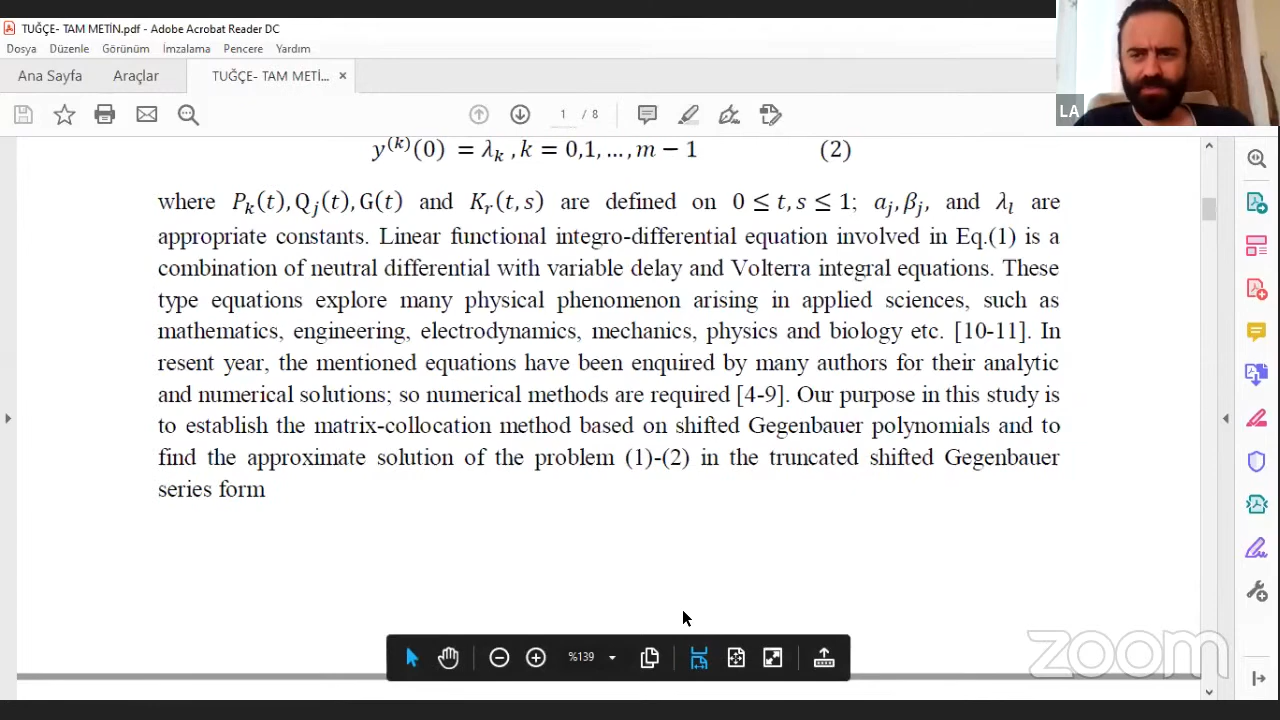 TUĞÇE- TAM METİN.pdf - Adobe Acrobat Reader DC
Dosya Düzenle Görünüm İmzalama Pencere Yardım
Ana Sayfa Araçlar TUĞÇE- TAM METİ... ×
1 / 8
LA
y^(k)(0) = λ_k , k = 0,1, … , m − 1 (2)
where P_k(t), Q_j(t), G(t) and K_r(t, s) are defined on 0 ≤ t, s ≤ 1; a_j, β_j, and λ_l are
appropriate constants. Linear functional integro-differential equation involved in Eq.(1) is a
combination of neutral differential with variable delay and Volterra integral equations. These
type equations explore many physical phenomenon arising in applied sciences, such as
mathematics, engineering, electrodynamics, mechanics, physics and biology etc. [10-11]. In
resent year, the mentioned equations have been enquired by many authors for their analytic
and numerical solutions; so numerical methods are required [4-9]. Our purpose in this study is
to establish the matrix-collocation method based on shifted Gegenbauer polynomials and to
find the approximate solution of the problem (1)-(2) in the truncated shifted Gegenbauer
series form
%139
zoom